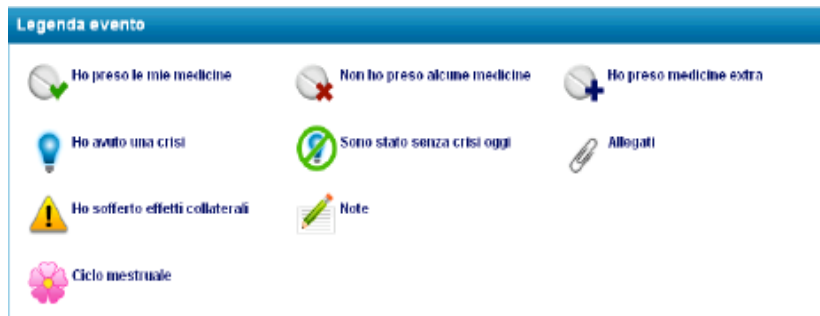 Legenda evento
Ho preso le mie medicine
Non ho preso alcune medicine
Ho preso medicine extra
Ho avuto una crisi
Sono stato senza crisi oggi
Allegati
Ho sofferto effetti collaterali
Note
Ciclo mestruale